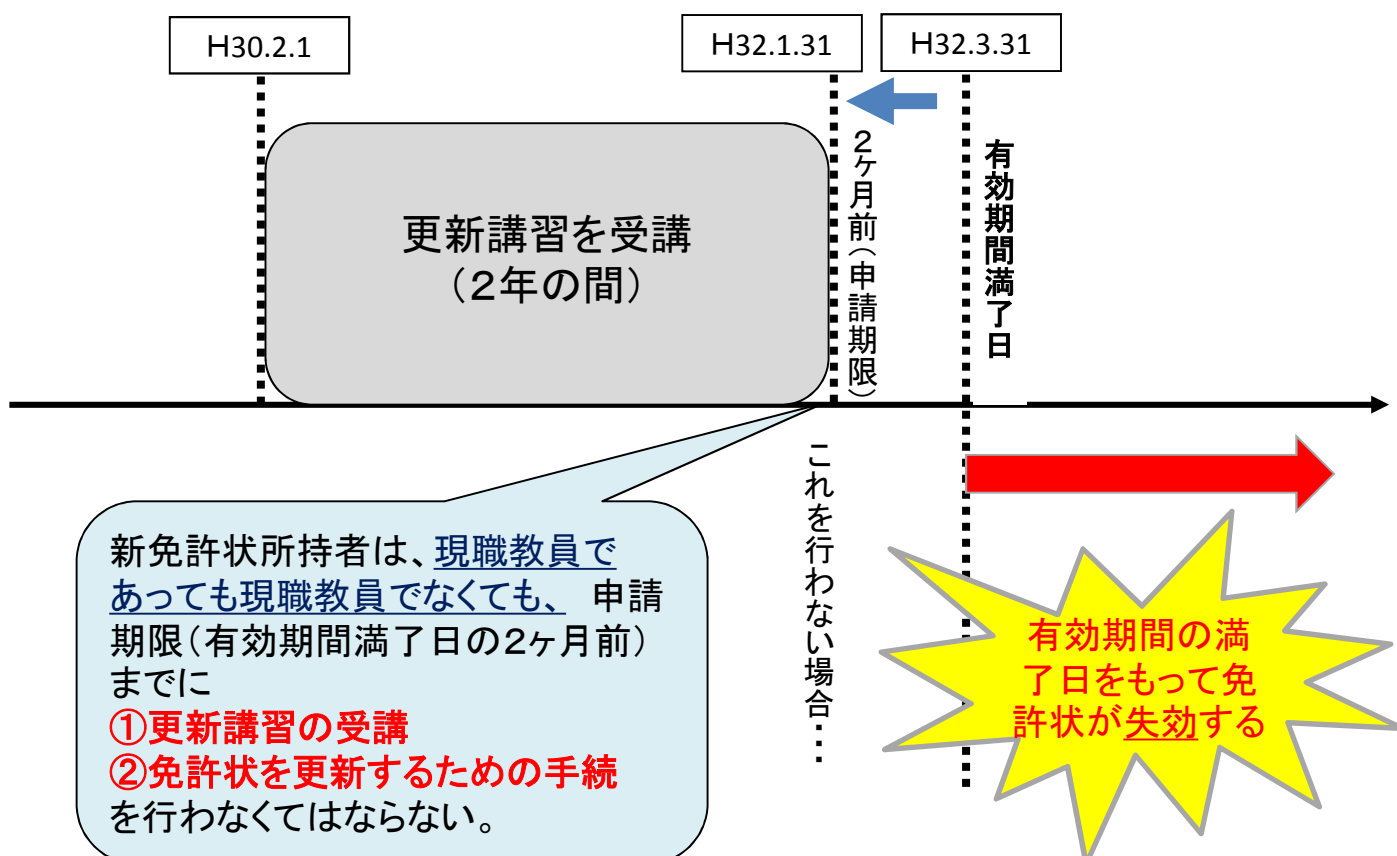 H30.2.1
H32.1.31
H32.3.31
更新講習を受講
（2年の間）
２ヶ月前（申請期限）
有効期間満了日
新免許状所持者は、現職教員で
あっても現職教員でなくても、 申請
期限（有効期間満了日の２ヶ月前）
までに
①更新講習の受講
②免許状を更新するための手続
を行わなくてはならない。
これを行わない場合・・・
有効期間の満
了日をもって免
許状が失効する